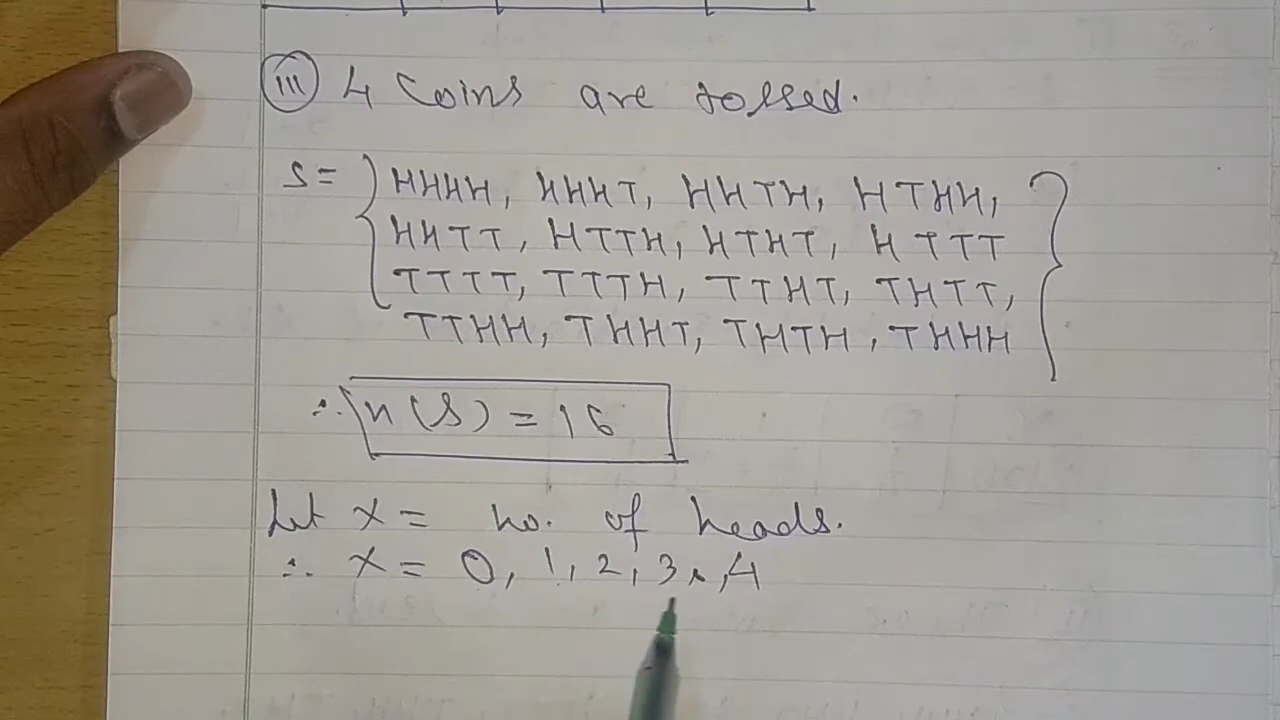 (iii) 4 Coins are tossed.
S = { HHHH, HHHT, HHTH, HTHH,
HHTT, HTTH, HTHT, HTTT
TTTT, TTTH, TTHT, THTT,
TTHH, THHT, THTH, THHH }
∴ n(S) = 16
Let X = no. of heads.
∴ X = 0, 1, 2, 3, 4